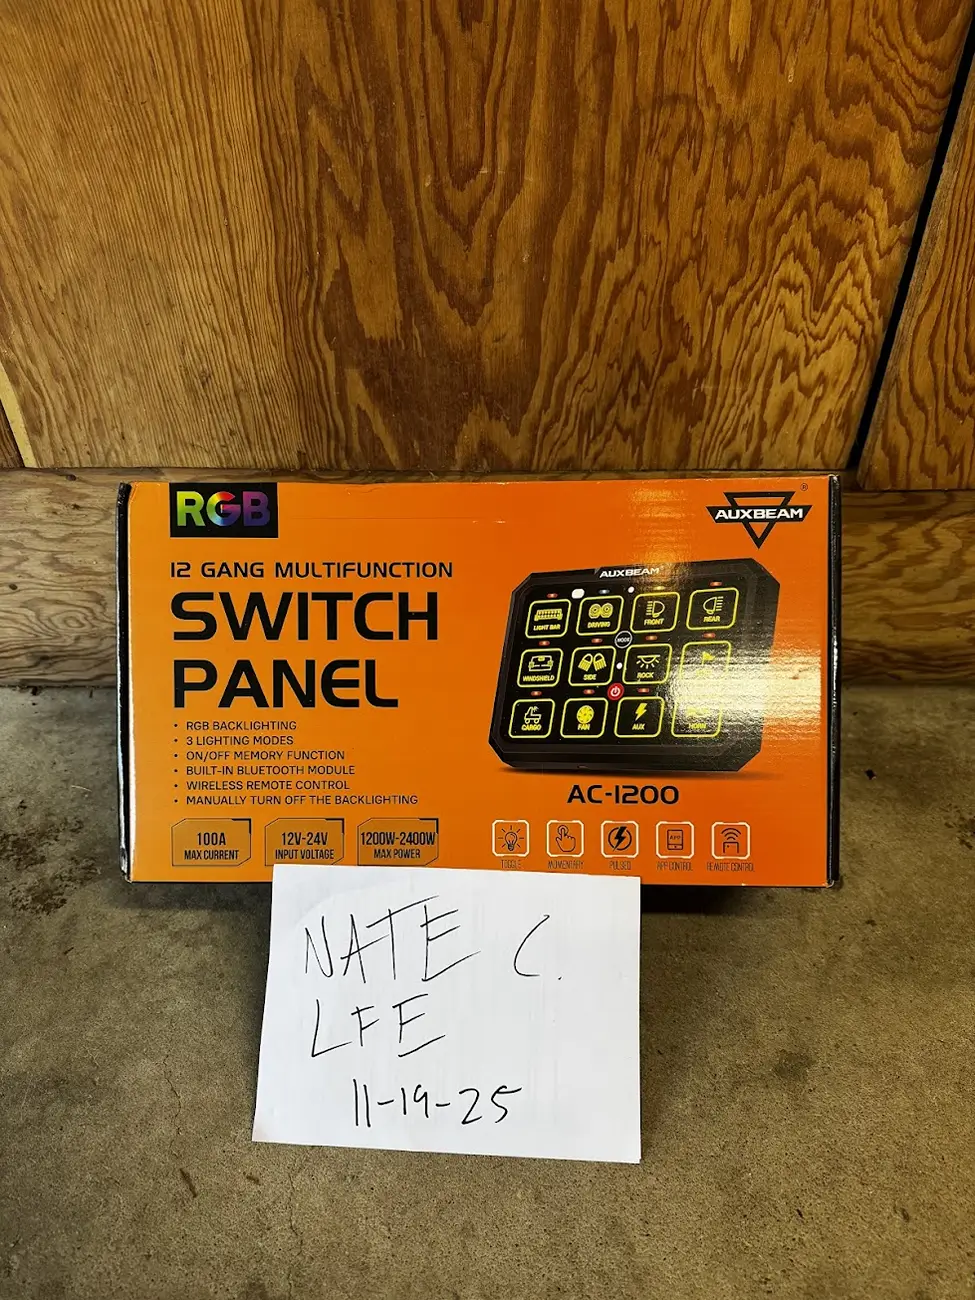 RGB
AUXBEAM
®
12 GANG MULTIFUNCTION
SWITCH
PANEL
• RGB BACKLIGHTING
• 3 LIGHTING MODES
• ON/OFF MEMORY FUNCTION
• BUILT-IN BLUETOOTH MODULE
• WIRELESS REMOTE CONTROL
• MANUALLY TURN OFF THE BACKLIGHTING
100A
MAX CURRENT
12V-24V
INPUT VOLTAGE
1200W-2400W
MAX POWER
AUXBEAM
LIGHT BAR
DRIVING
FRONT
REAR
MODE
WINDSHIELD
SIDE
ROCK
CARGO
FAN
AUX
HORN
AC-1200
TOGGLE
MOMENTARY
PULSED
APP
APP CONTROL
REMOTE CONTROL
NATE C.
LFE
11-19-25